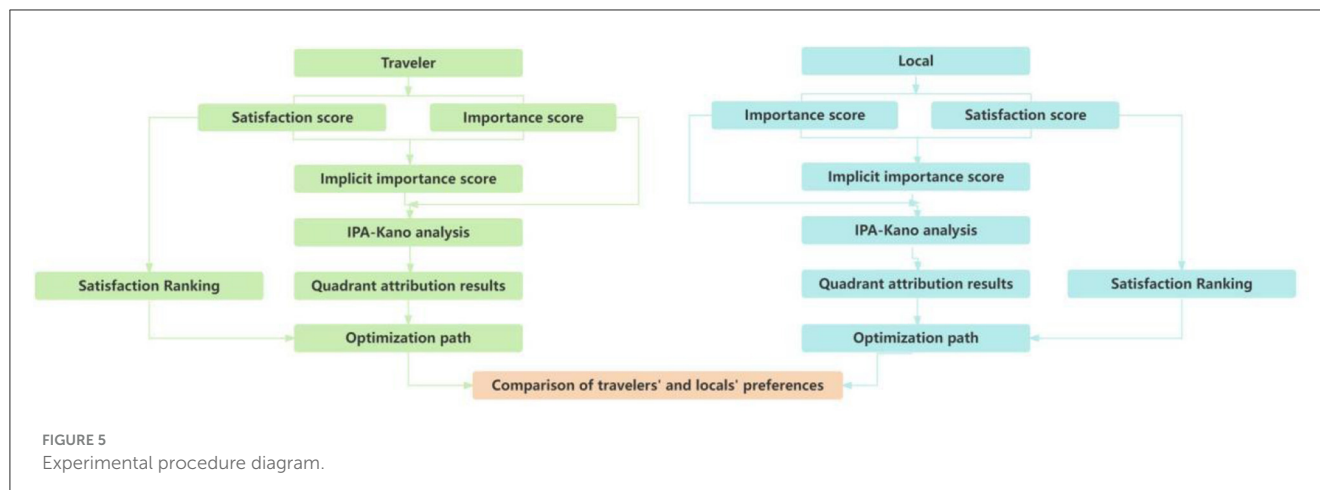 Traveler
Local
Satisfaction score
Importance score
Importance score
Satisfaction score
Implicit importance score
Implicit importance score
IPA-Kano analysis
IPA-Kano analysis
Satisfaction Ranking
Quadrant attribution results
Quadrant attribution results
Satisfaction Ranking
Optimization path
Optimization path
Comparison of travelers' and locals' preferences
FIGURE 5
Experimental procedure diagram.